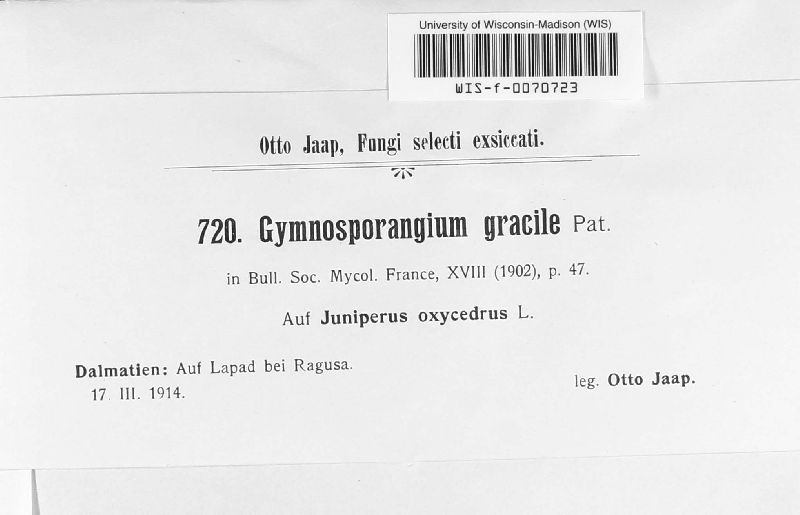 University of Wisconsin-Madison (WIS)
WIS-f-0070723
Otto Jaap, Fungi selecti exsiccati.
720. Gymnosporangium gracile Pat.
in Bull. Soc. Mycol. France, XVIII (1902), p. 47.
Auf Juniperus oxycedrus L.
Dalmatien: Auf Lapad bei Ragusa.
17. III. 1914.
leg. Otto Jaap.